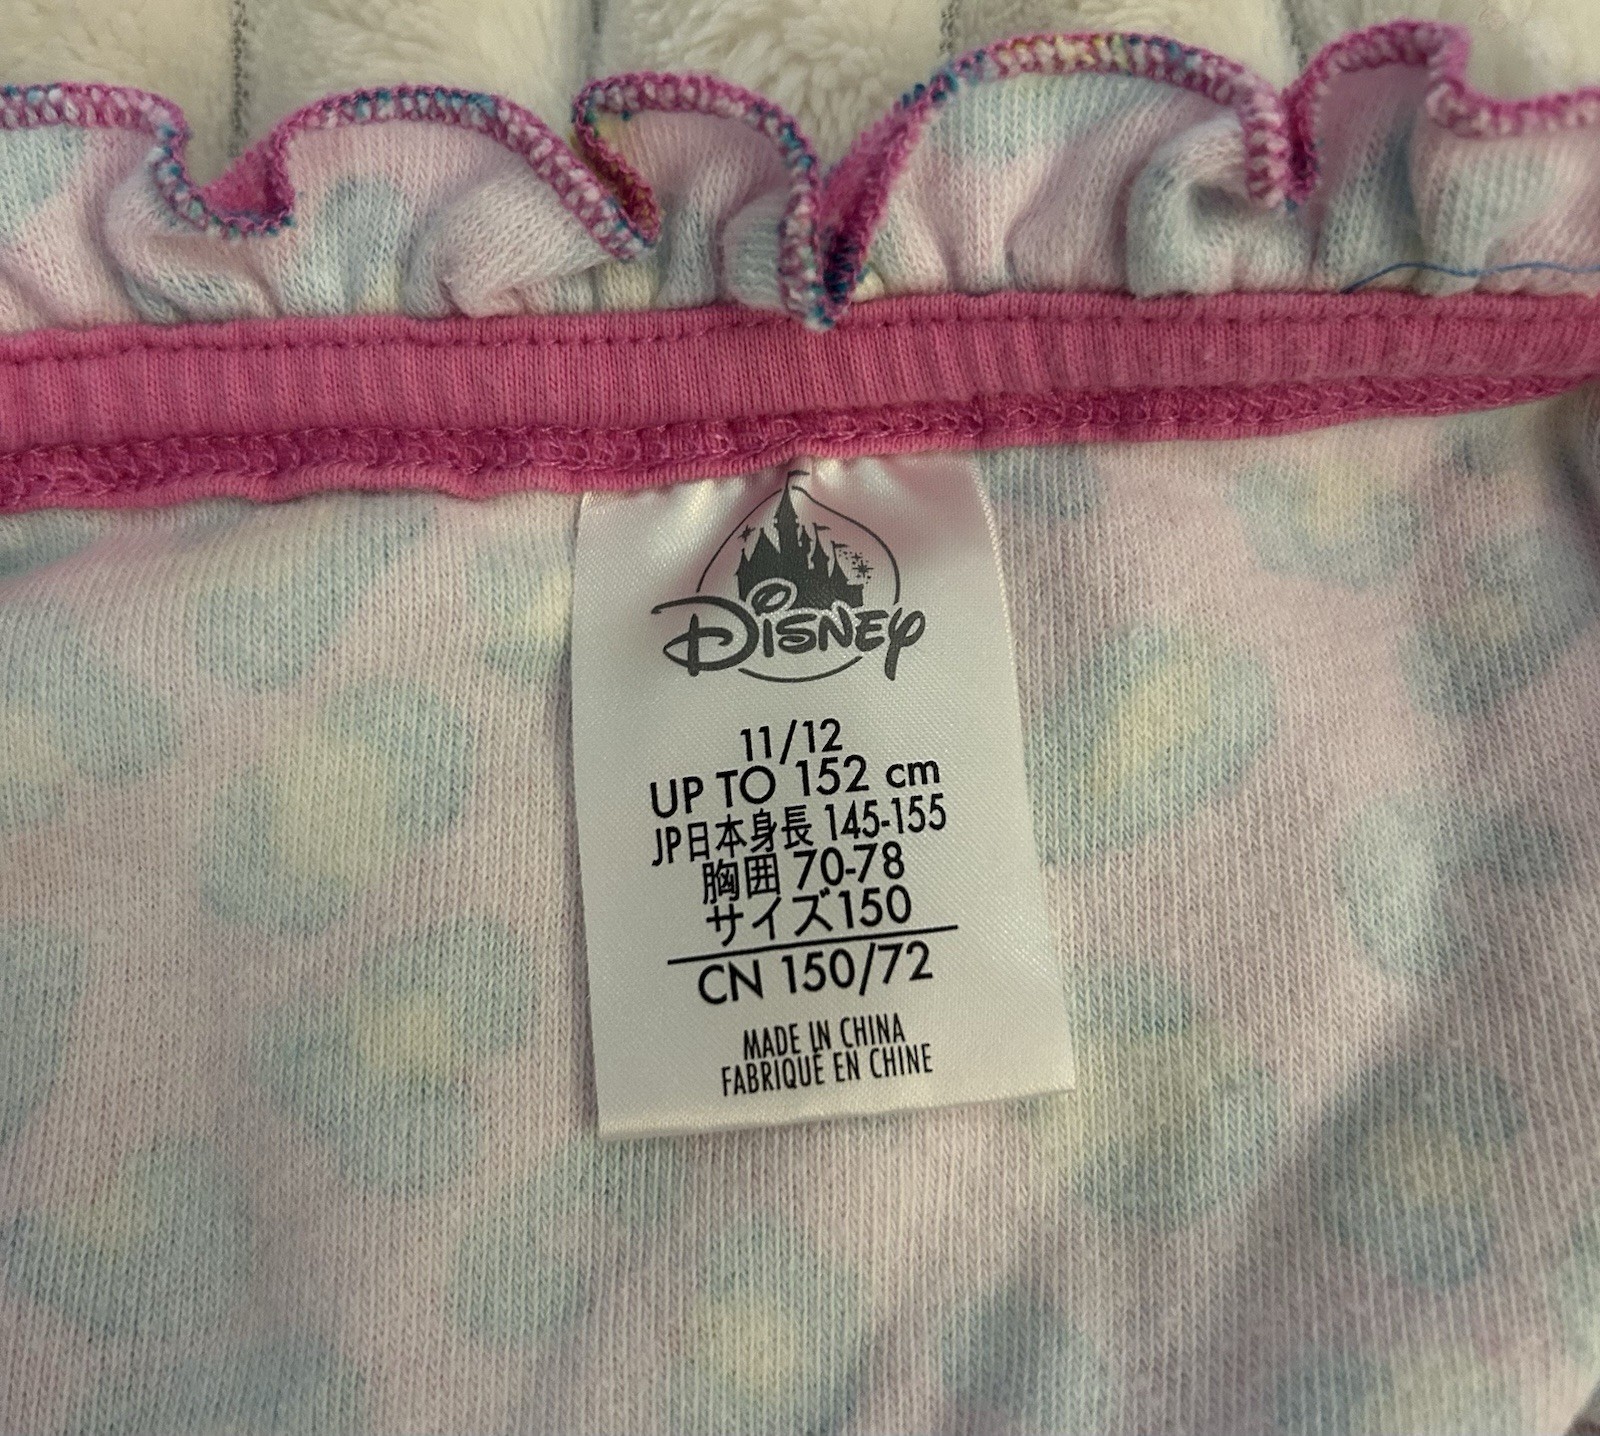 Disney
11/12
UP TO 152 cm
JP日本身長 145-155
胸囲 70-78
サイズ150
CN 150/72
MADE IN CHINA
FABRIQUÉ EN CHINE